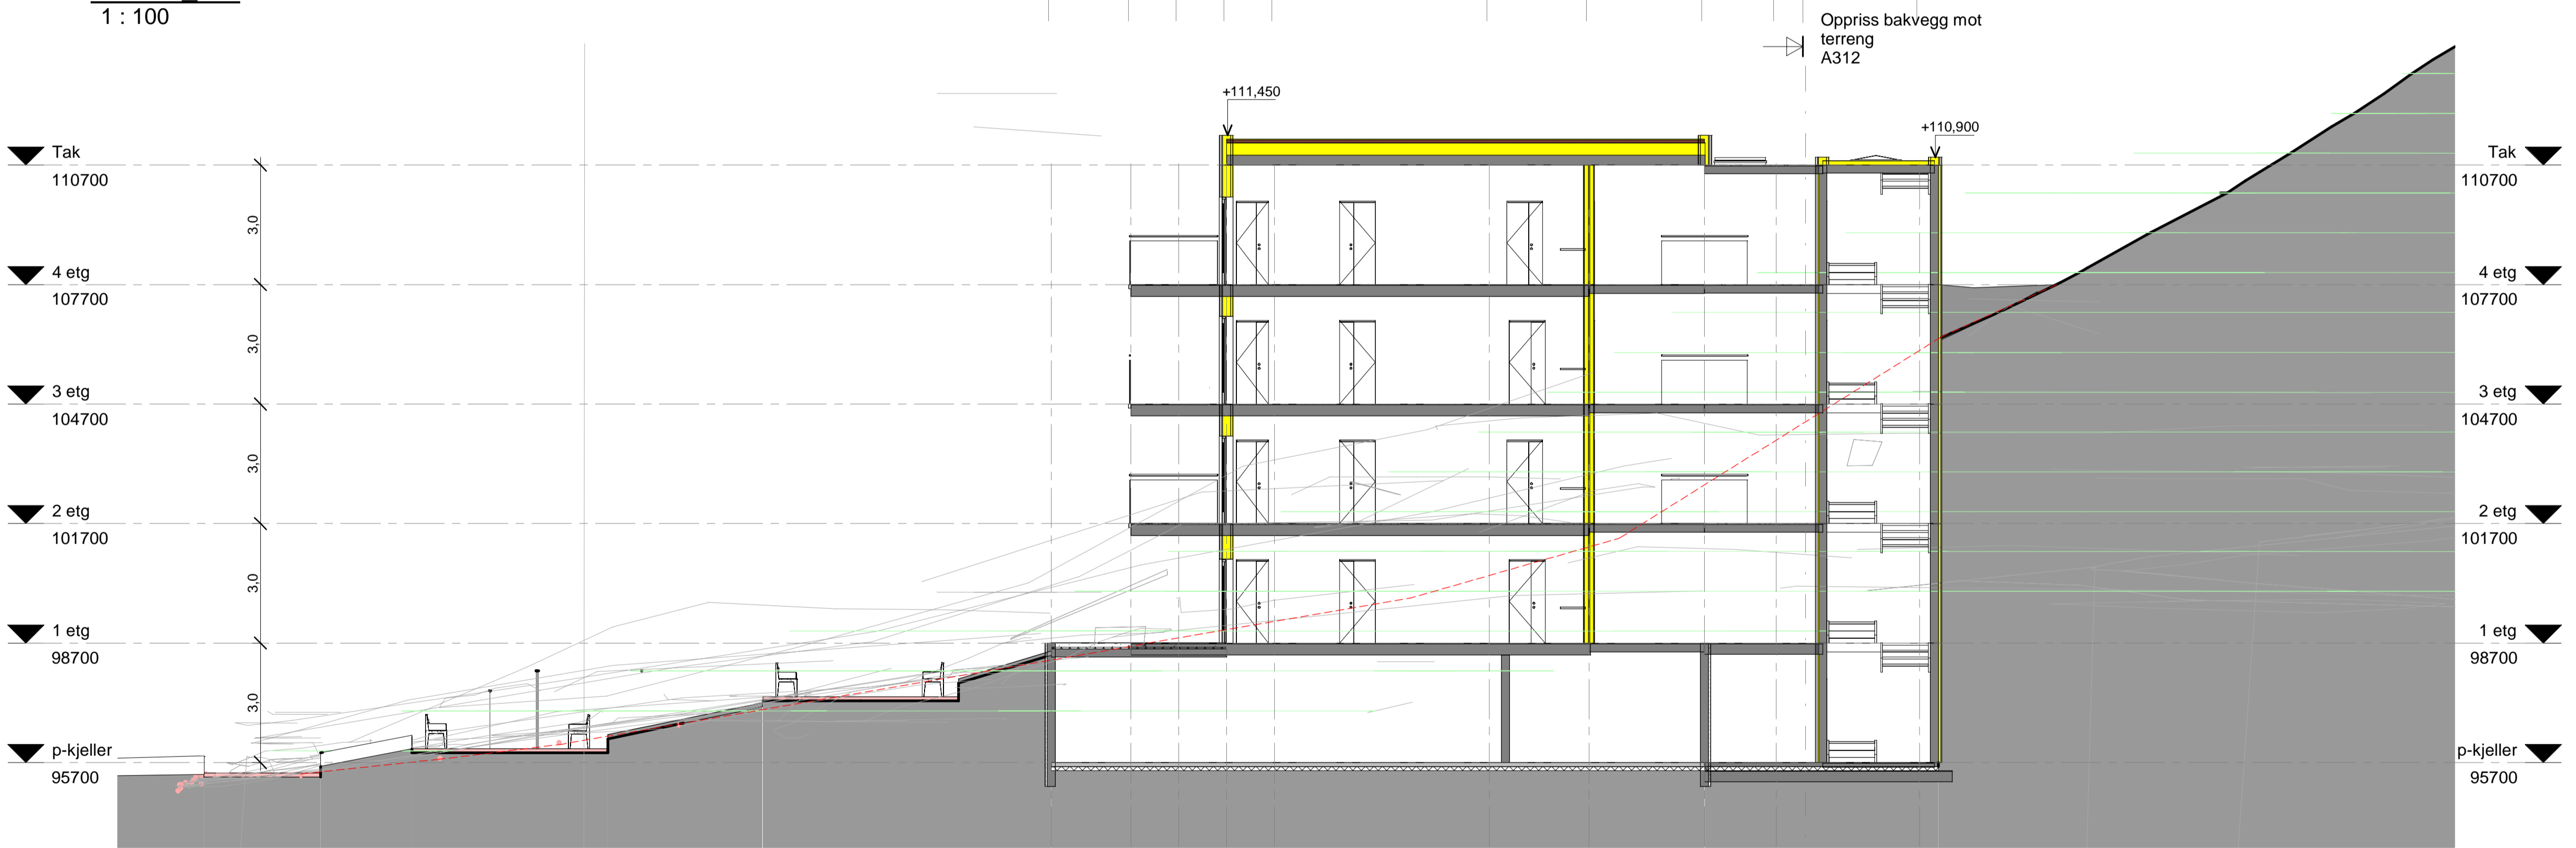 1 : 100
Oppriss bakvegg mot
terreng
A312
+111,450
+110,900
Tak
110700
Tak
110700
3,0
4 etg
107700
4 etg
107700
3,0
3 etg
104700
3 etg
104700
3,0
2 etg
101700
2 etg
101700
3,0
1 etg
98700
1 etg
98700
3,0
p-kjeller
95700
p-kjeller
95700